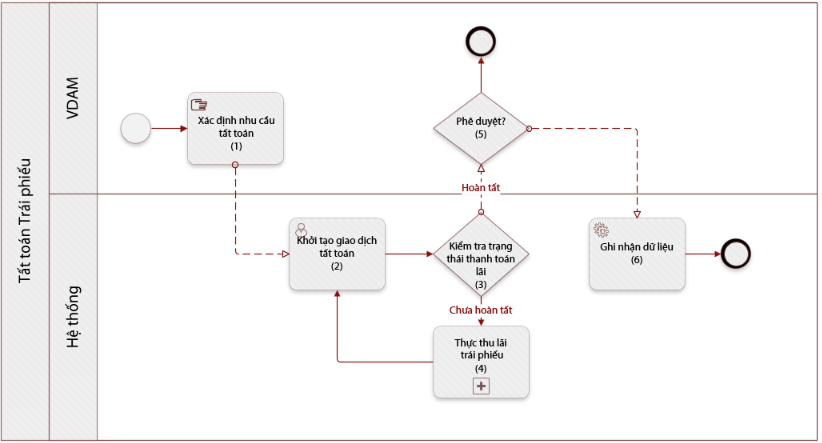 Tất toán Trái phiếu
VDAM
Xác định nhu cầu
tất toán
(1)
Phê duyệt?
(5)
Hoàn tất
Hệ thống
Khởi tạo giao dịch
tất toán
(2)
Kiểm tra trạng
thái thanh toán
lãi
(3)
Ghi nhận dữ liệu
(6)
Chưa hoàn tất
Thực thu lãi
trái phiếu
(4)